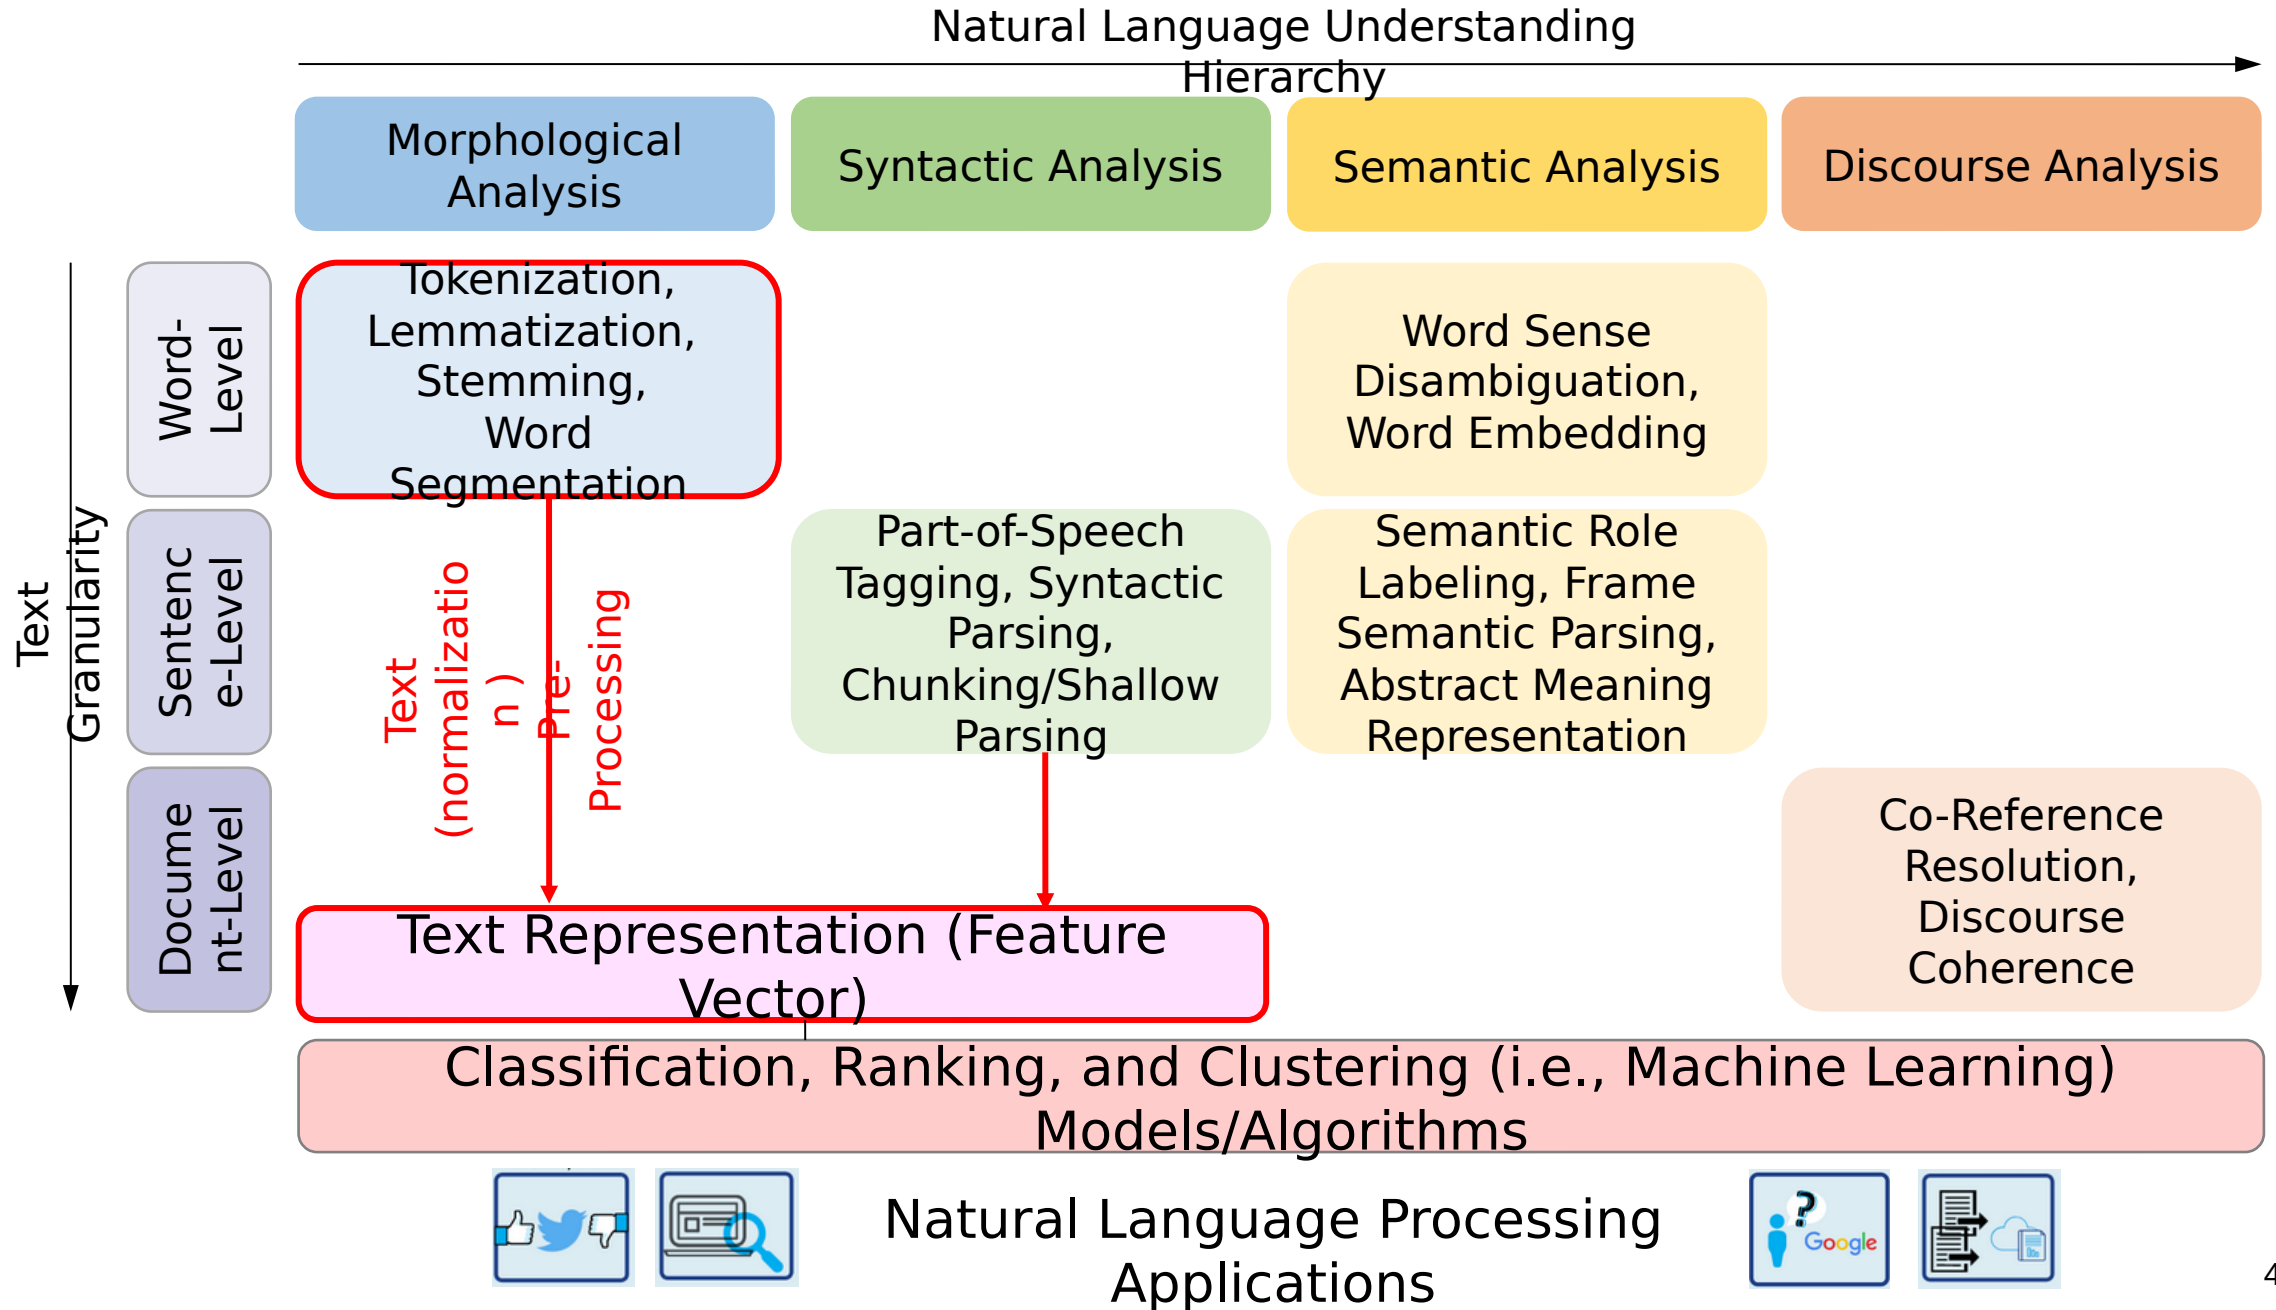 Natural Language Understanding
Hierarchy
Morphological
Analysis
Syntactic Analysis
Semantic Analysis
Discourse Analysis
Text
Granularity
Word-
Level
Tokenization,
Lemmatization,
Stemming,
Word
Segmentation
Word Sense
Disambiguation,
Word Embedding
Sentenc
e-Level
Text
(normalizatio
n)
Pre-
Processing
Part-of-Speech
Tagging, Syntactic
Parsing,
Chunking/Shallow
Parsing
Semantic Role
Labeling, Frame
Semantic Parsing,
Abstract Meaning
Representation
Docume
nt-Level
Co-Reference
Resolution,
Discourse
Coherence
Text Representation (Feature
Vector)
Classification, Ranking, and Clustering (i.e., Machine Learning)
Models/Algorithms
Natural Language Processing
Applications
?
Google
4